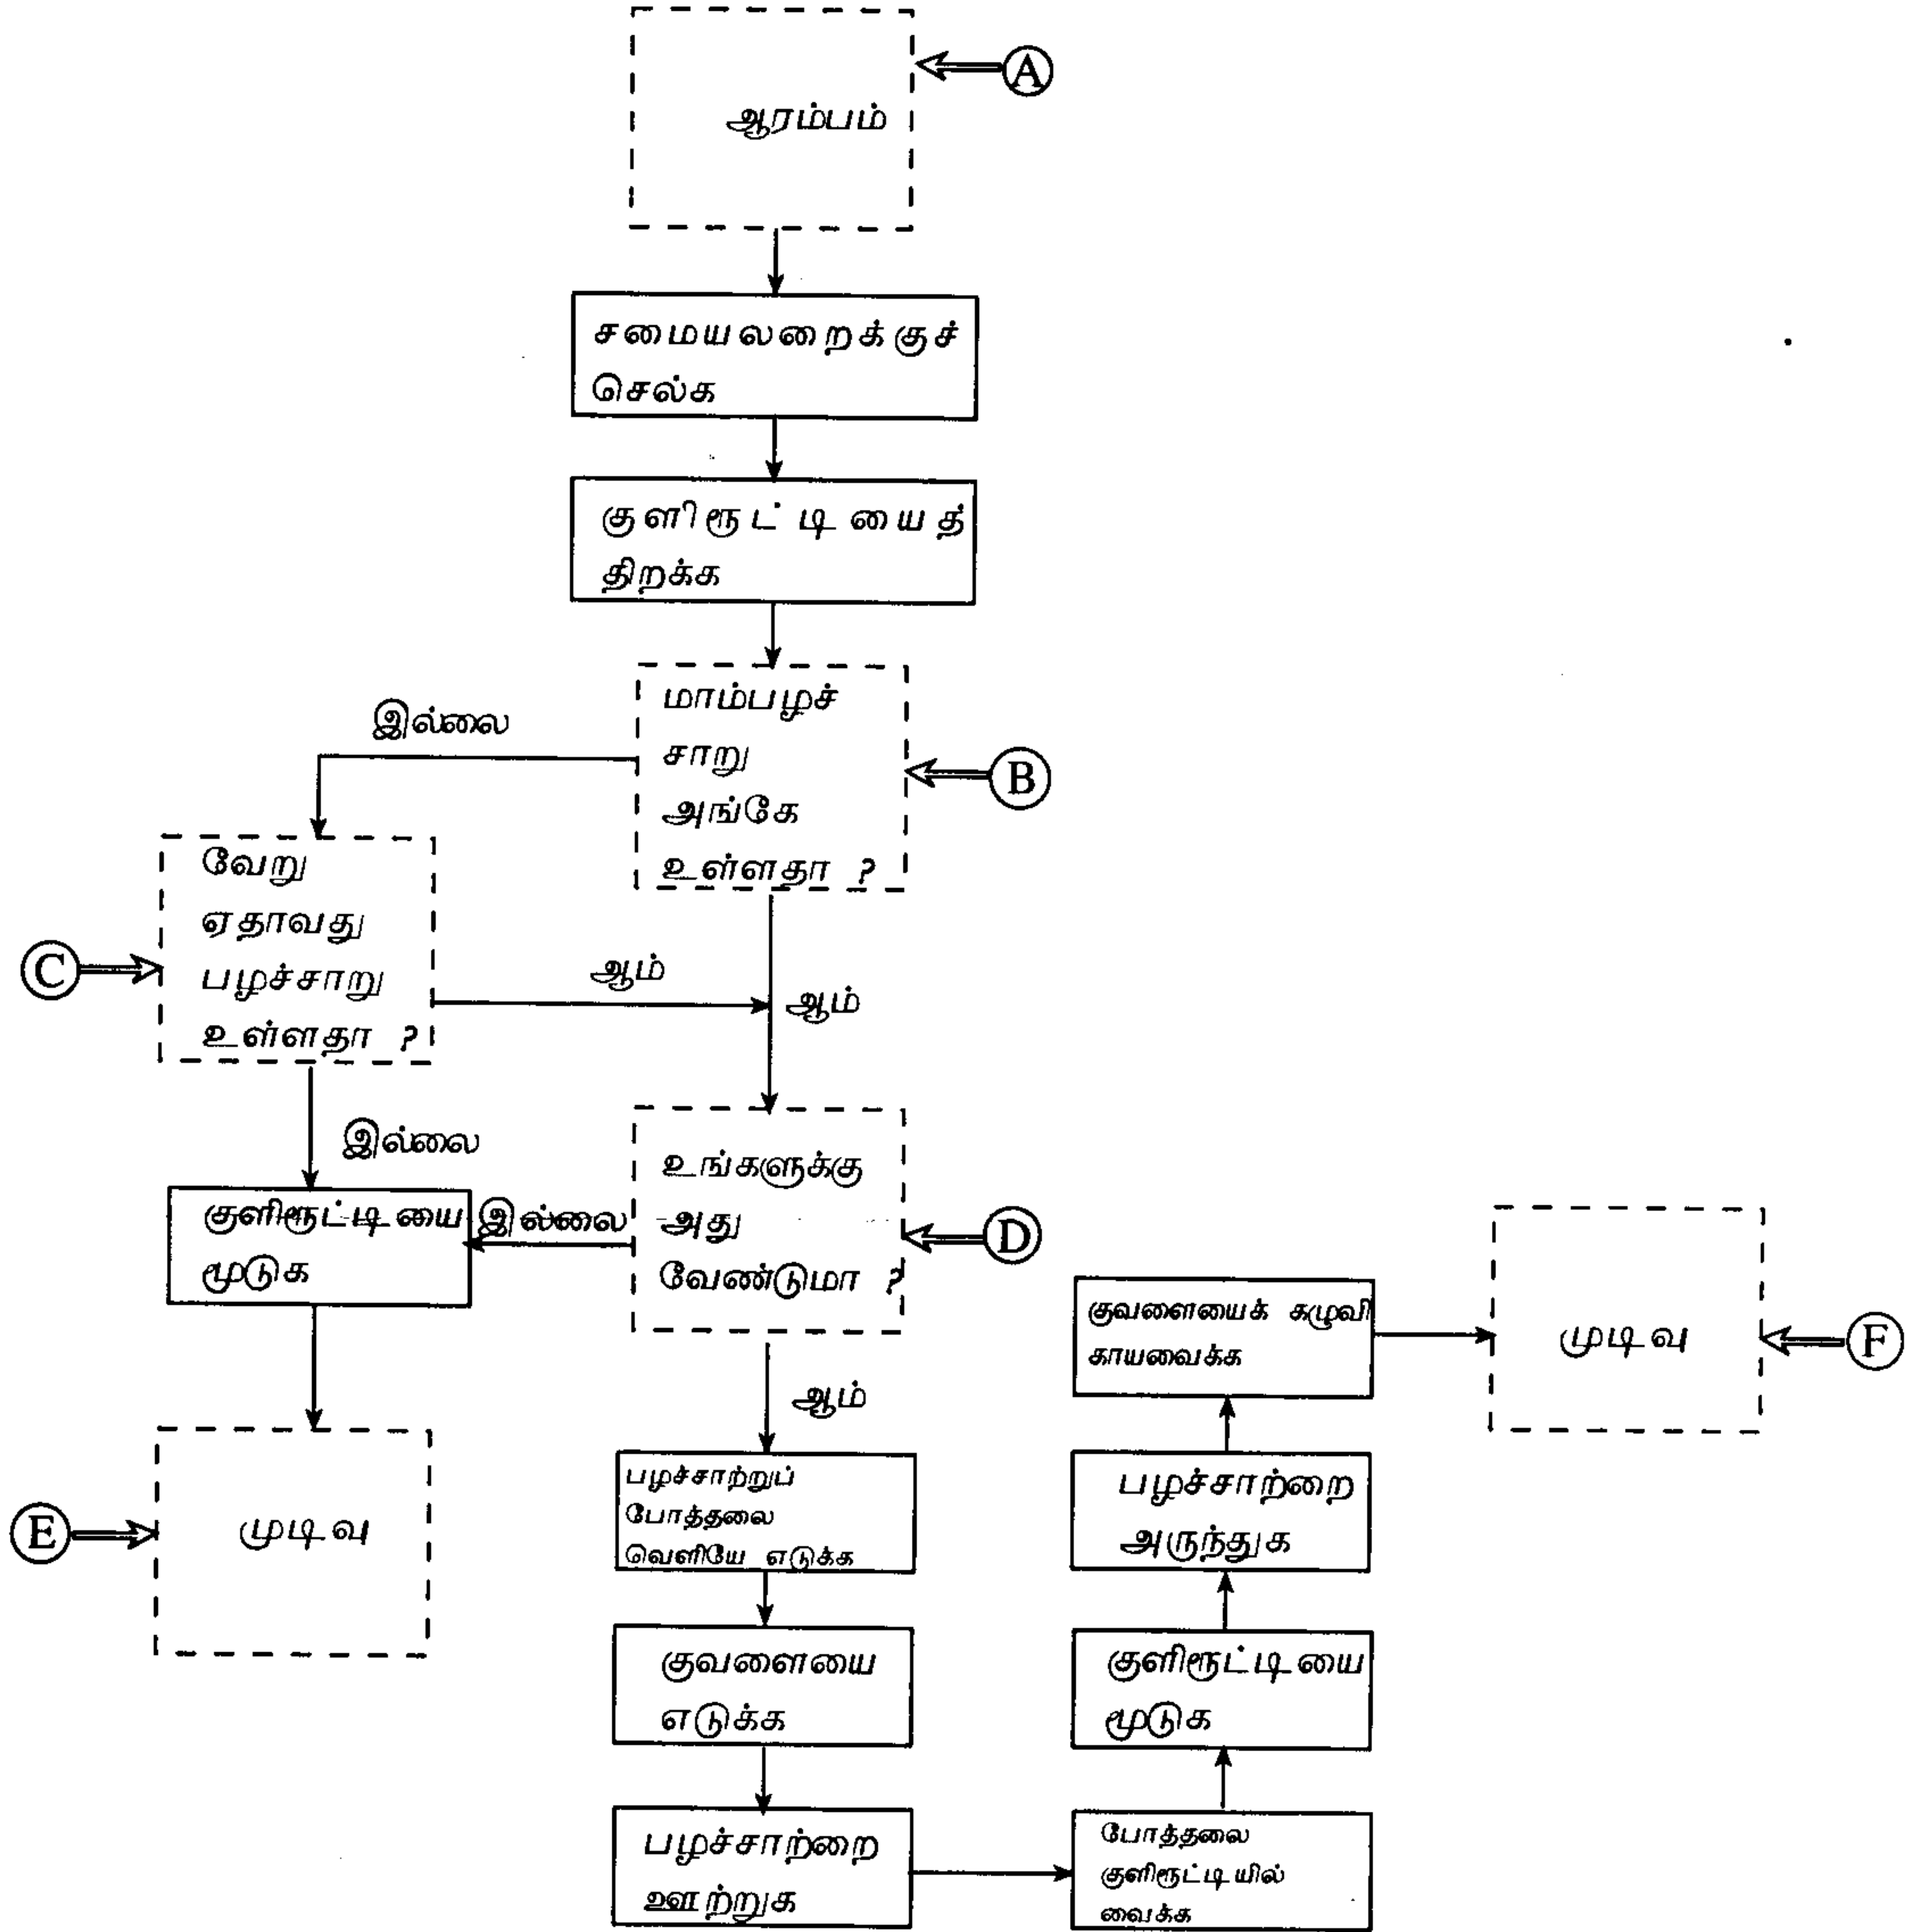 A
ஆரம்பம்
சமையலறைக்குச்
செல்க
குளிரூட்டியைத்
திறக்க
மாம்பழச்
சாறு
அங்கே
உள்ளதா ?
B
இல்லை
வேறு
ஏதாவது
பழச்சாறு
உள்ளதா ?
C
ஆம்
ஆம்
இல்லை
உங்களுக்கு
அது
வேண்டுமா ?
D
இல்லை
குளிரூட்டியை
மூடுக
ஆம்
முடிவு
E
பழச்சாற்றுப்
போத்தலை
வெளியே எடுக்க
குவளையை
எடுக்க
பழச்சாற்றை
ஊற்றுக
போத்தலை
குளிரூட்டியில்
வைக்க
குளிரூட்டியை
மூடுக
பழச்சாற்றை
அருந்துக
குவளையைக் கழுவி
காயவைக்க
முடிவு
F